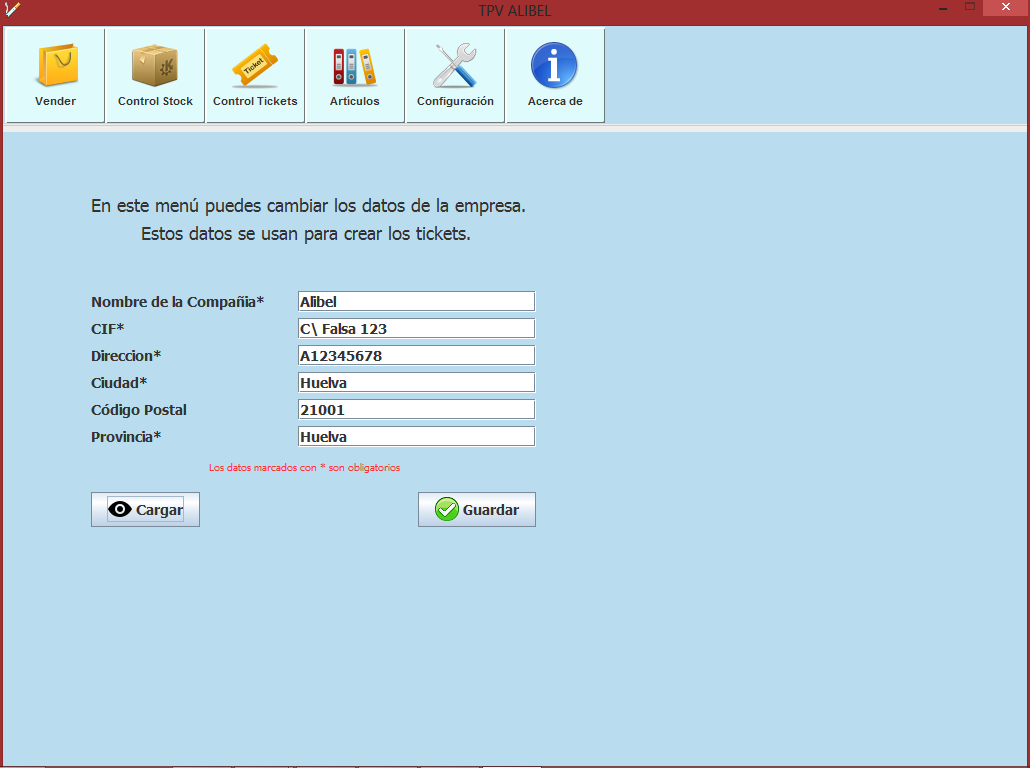 TPV ALIBEL
Vender
Control Stock
Ticket
Control Tickets
Artículos
Configuración
Acerca de
En este menú puedes cambiar los datos de la empresa.
Estos datos se usan para crear los tickets.
Nombre de la Compañia* Alibel
CIF* C\ Falsa 123
Direccion* A12345678
Ciudad* Huelva
Código Postal 21001
Provincia* Huelva
Los datos marcados con * son obligatorios
Cargar Guardar